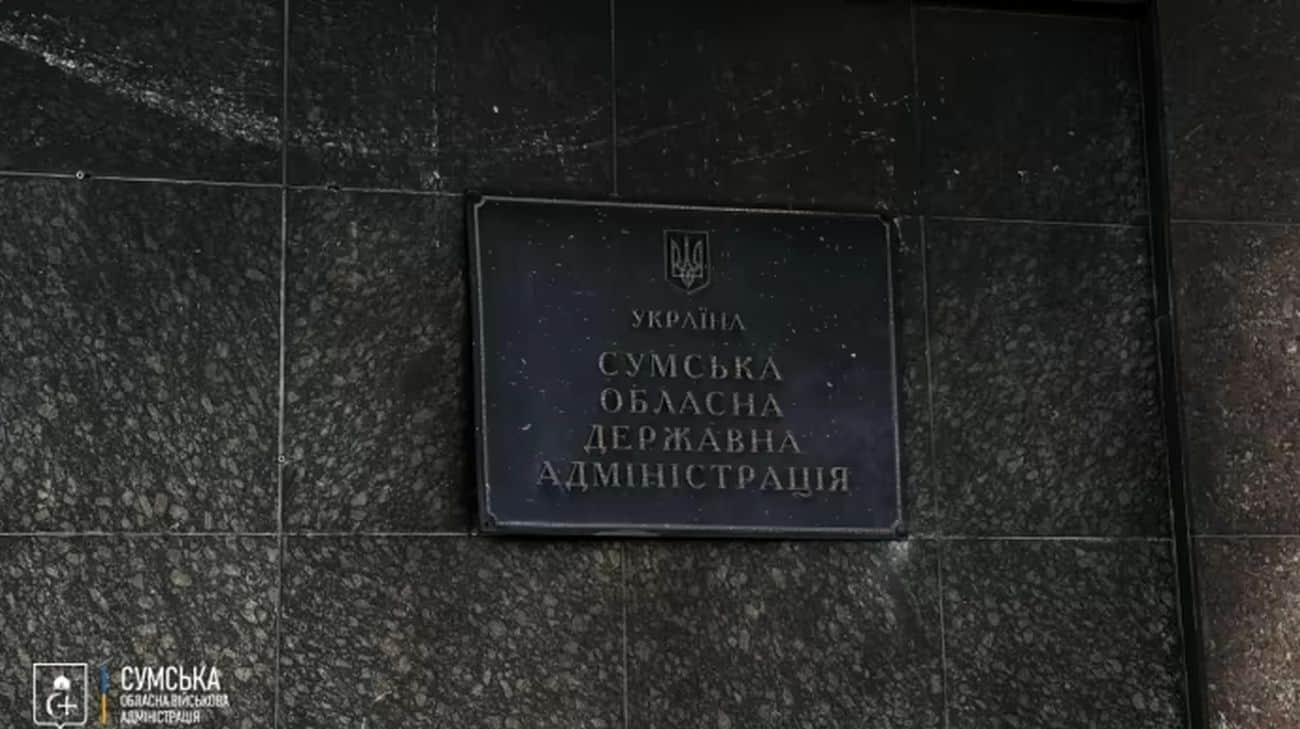 УКРАЇНА
СУМСЬКА
ОБЛАСНА
ДЕРЖАВНА
АДМІНІСТРАЦІЯ
СУМСЬКА
ОБЛАСНА ВІЙСЬКОВА
АДМІНІСТРАЦІЯ